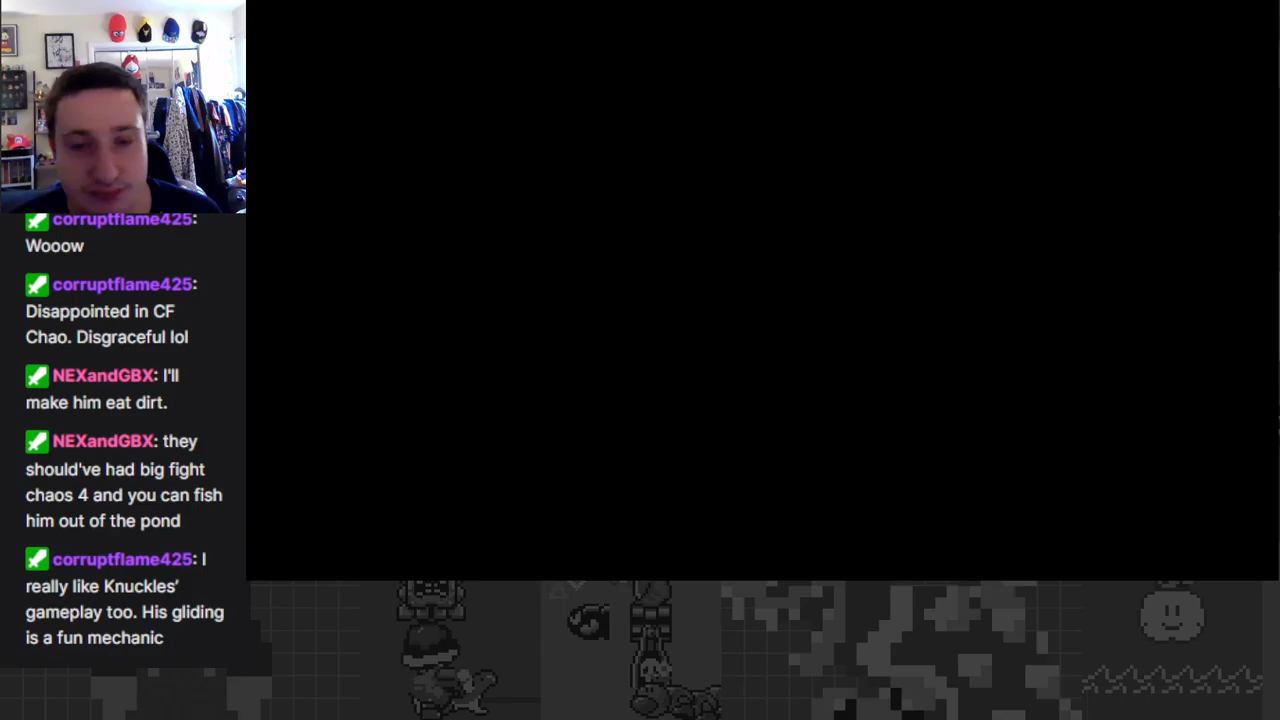 corruptflame425:
Wooow
corruptflame425:
Disappointed in CF
Chao. Disgraceful lol
NEXandGBX: I'll
make him eat dirt.
NEXandGBX: they
should've had big fight
chaos 4 and you can fish
him out of the pond
corruptflame425: I
really like Knuckles’
gameplay too. His gliding
is a fun mechanic